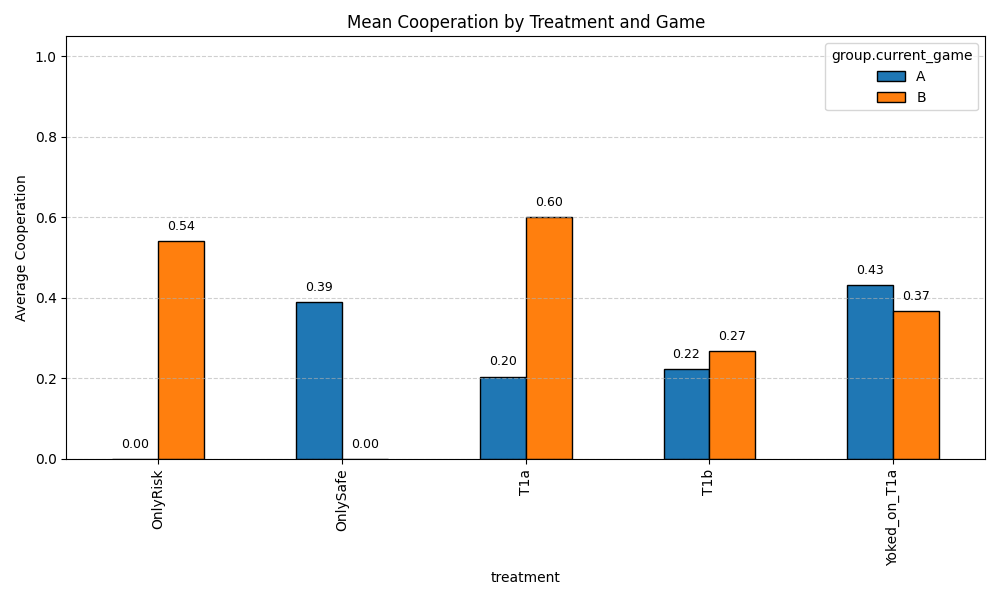 Mean Cooperation by Treatment and Game
group.current_game
A
B
Average Cooperation
1.0
0.8
0.6
0.4
0.2
0.0
0.00
0.54
0.39
0.00
0.20
0.60
0.22
0.27
0.43
0.37
OnlyRisk
OnlySafe
T1a
T1b
Yoked_on_T1a
treatment